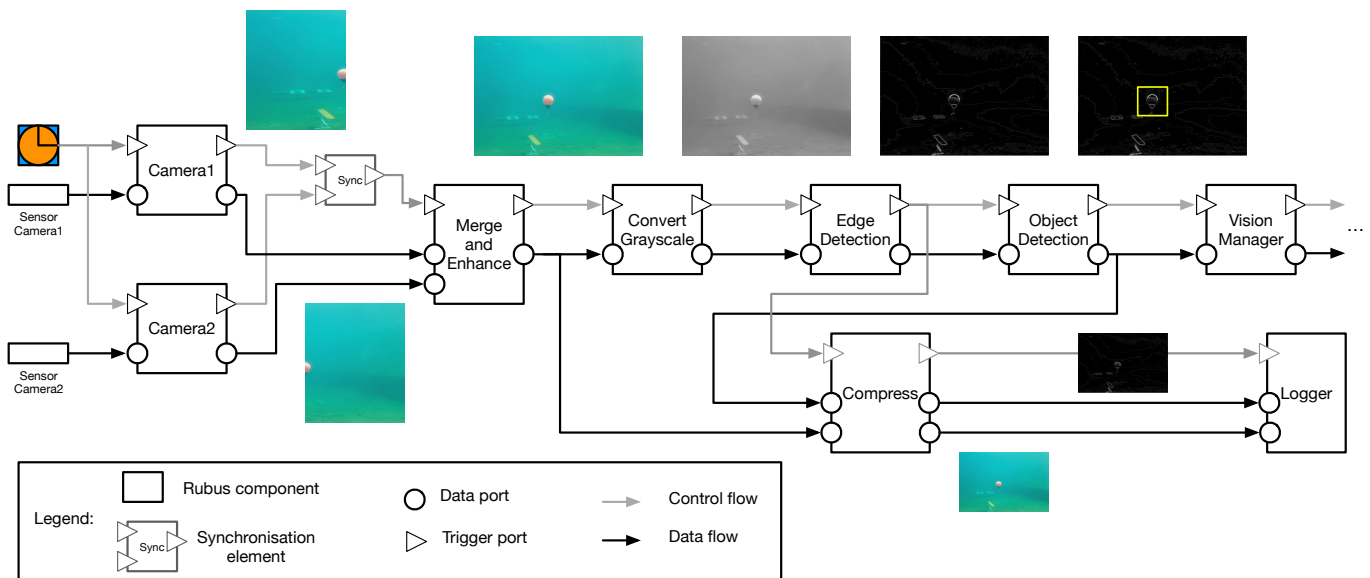 Camera1
Sensor
Camera1
Sync
Merge
and
Enhance
Convert
Grayscale
Edge
Detection
Object
Detection
Vision
Manager
...
Camera2
Sensor
Camera2
Compress
Logger
Legend:
Rubus component
Data port
Control flow
Sync
Synchronisation
element
Trigger port
Data flow